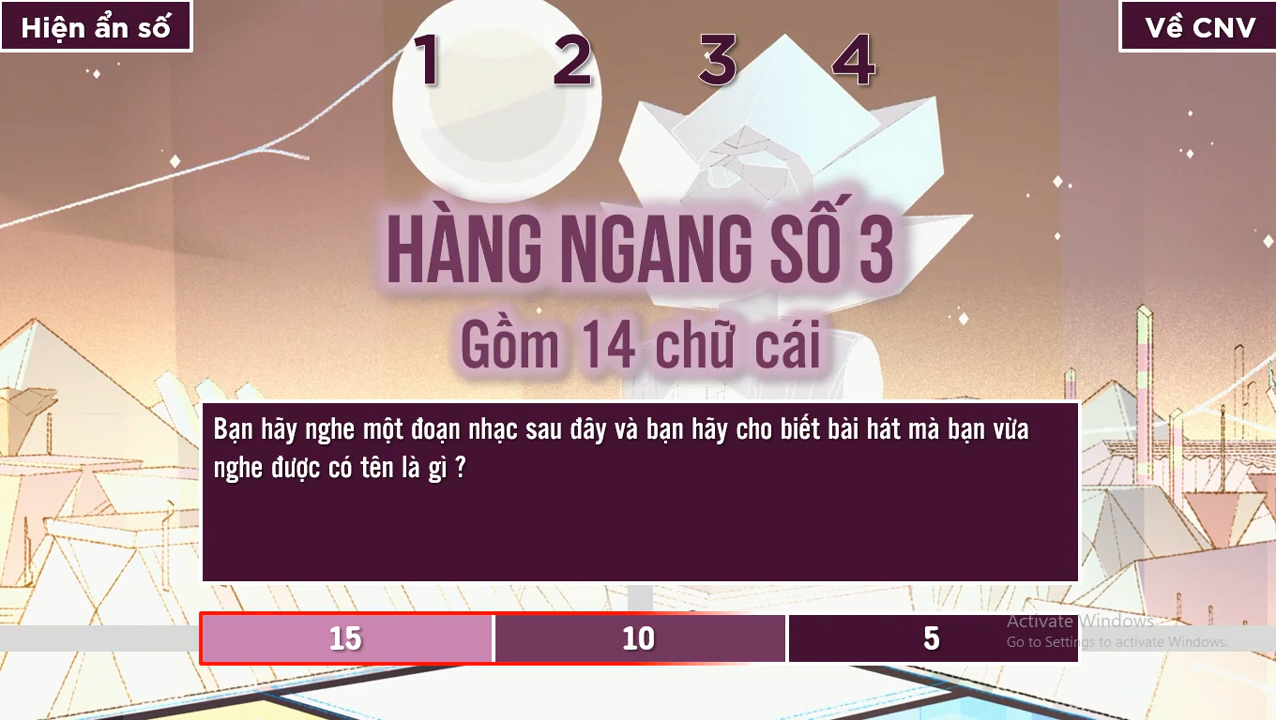 Hiện ẩn số
Về CNV
1 2 3 4
HÀNG NGANG SỐ 3
Gồm 14 chữ cái
Bạn hãy nghe một đoạn nhạc sau đây và bạn hãy cho biết bài hát mà bạn vừa
nghe được có tên là gì ?
15 10 5
Activate Windows
Go to Settings to activate Windows.